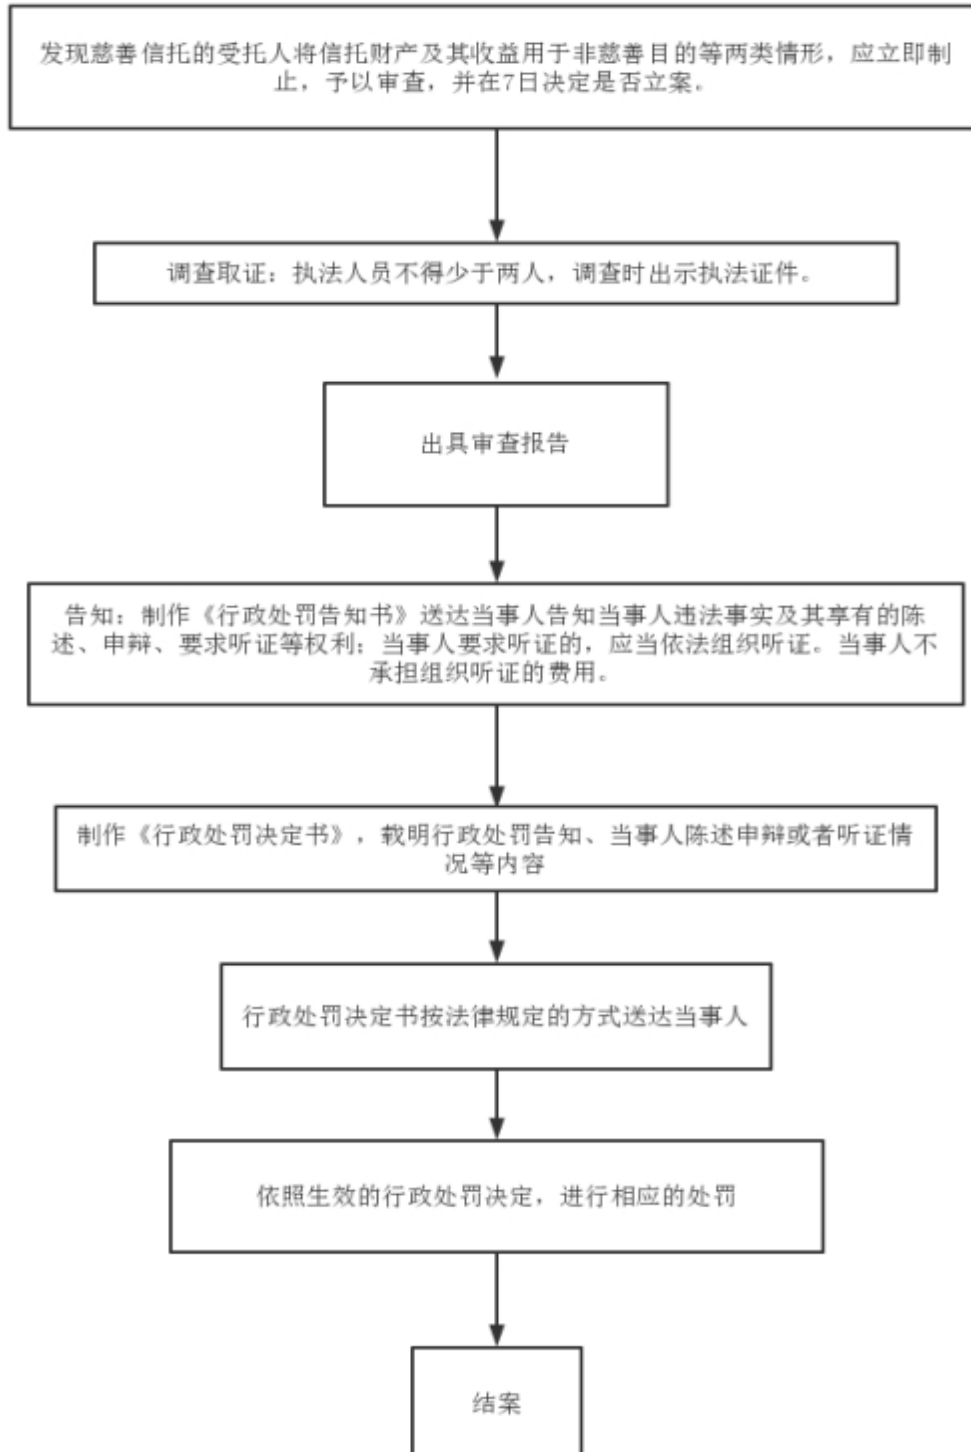 发现慈善信托的受托人将信托财产及其收益用于非慈善目的等两类情形，应立即制
止，予以审查，并在7日决定是否立案。
调查取证：执法人员不得少于两人，调查时出示执法证件。
出具审查报告
告知：制作《行政处罚告知书》送达当事人告知当事人违法事实及其享有的陈
述、申辩、要求听证等权利；当事人要求听证的，应当依法组织听证。当事人不
承担组织听证的费用。
制作《行政处罚决定书》，载明行政处罚告知、当事人陈述申辩或者听证情
况等内容
行政处罚决定书按法律规定的方式送达当事人
依照生效的行政处罚决定，进行相应的处罚
结案